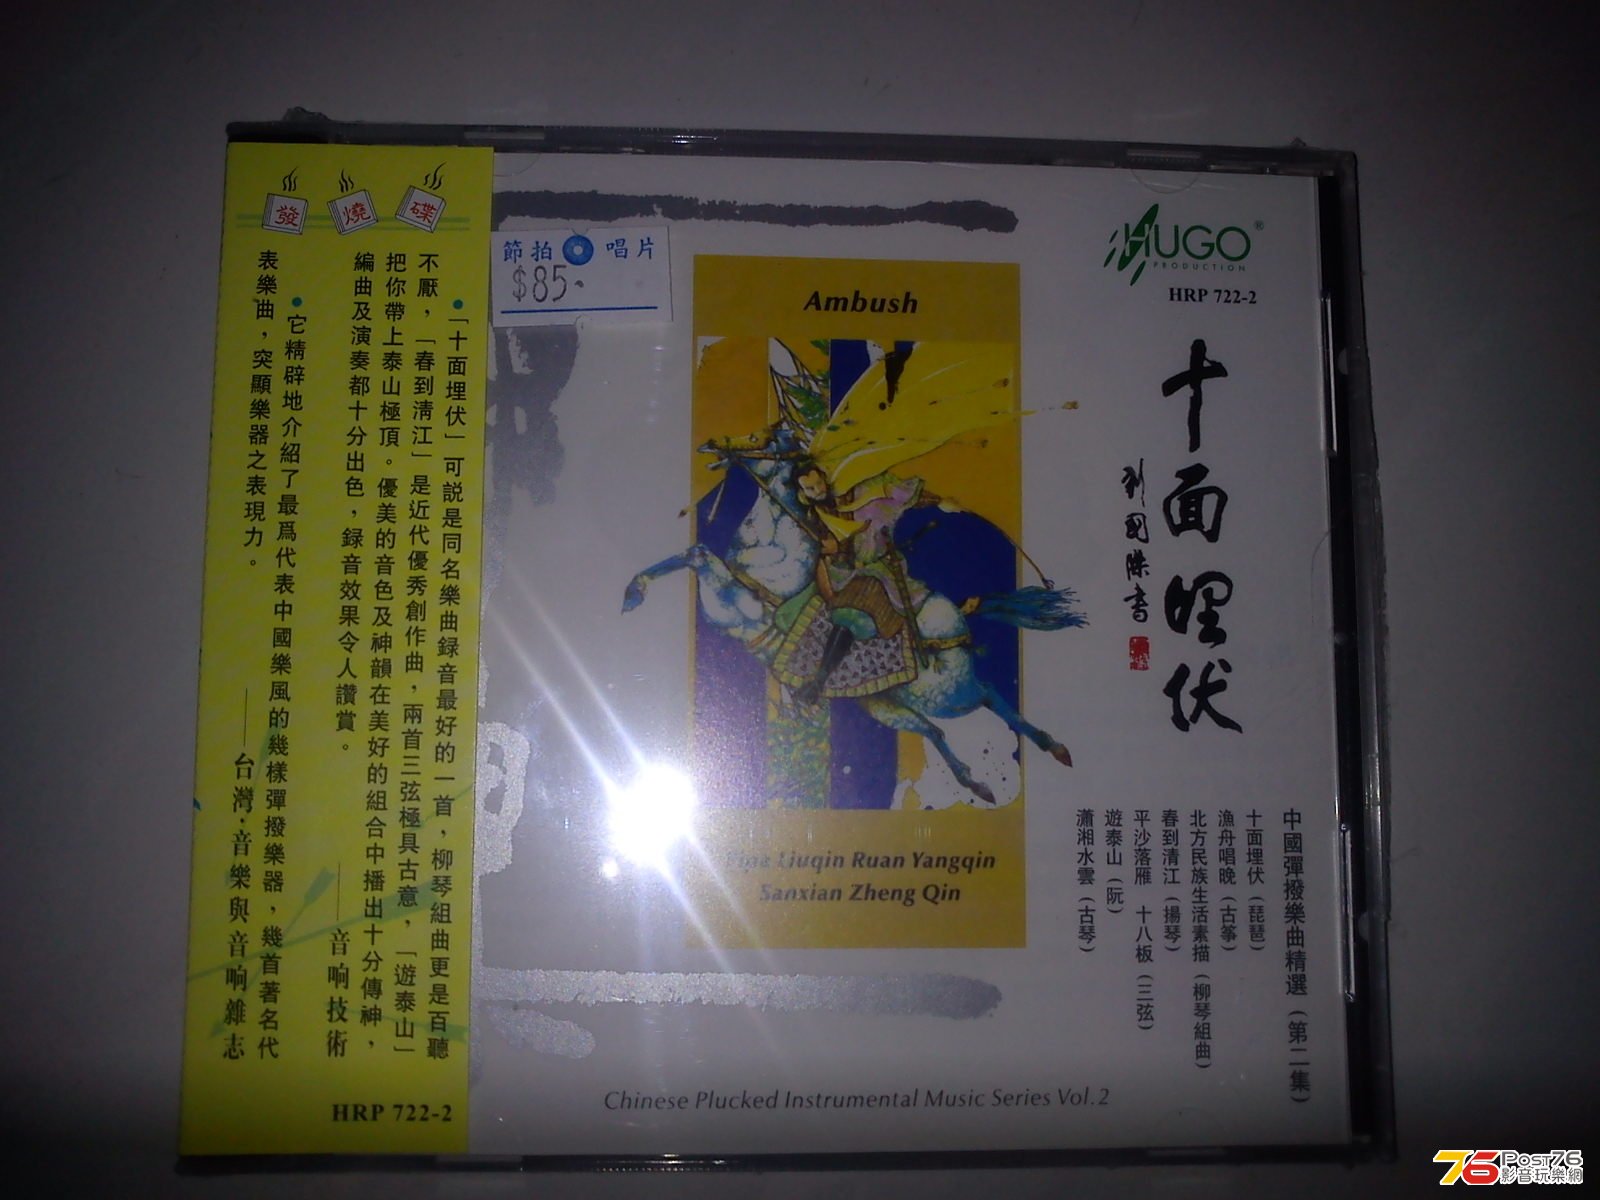 發燒碟
•「十面埋伏」可説是同名樂曲録音最好的一首，柳琴組曲更是百聽
不厭，「春到清江」是近代優秀創作曲，兩首三弦極具古意，「遊泰山」
把你帶上泰山極頂。優美的音色及神韻在美好的組合中播出十分傳神，
編曲及演奏都十分出色，録音效果令人讚賞。
——音响技術
•它精辟地介紹了最爲代表中國樂風的幾樣彈撥樂器，幾首著名代
表樂曲，突顯樂器之表現力。
——台灣·音樂與音响雜志
HRP 722-2
節拍唱片
$85.
Ambush
Liuqin Ruan Yangqin
Sanxian Zheng Qin
HUGO®
PRODUCTION
HRP 722-2
十面埋伏
劉國傑書
中國彈撥樂曲精選（第二集）
十面埋伏（琵琶）
漁舟唱晚（古筝）
北方民族生活素描（柳琴組曲）
春到清江（揚琴）
平沙落雁 十八板（三弦）
遊泰山（阮）
瀟湘水雲（古琴）
Chinese Plucked Instrumental Music Series Vol.2
76 Post76
影音玩樂網